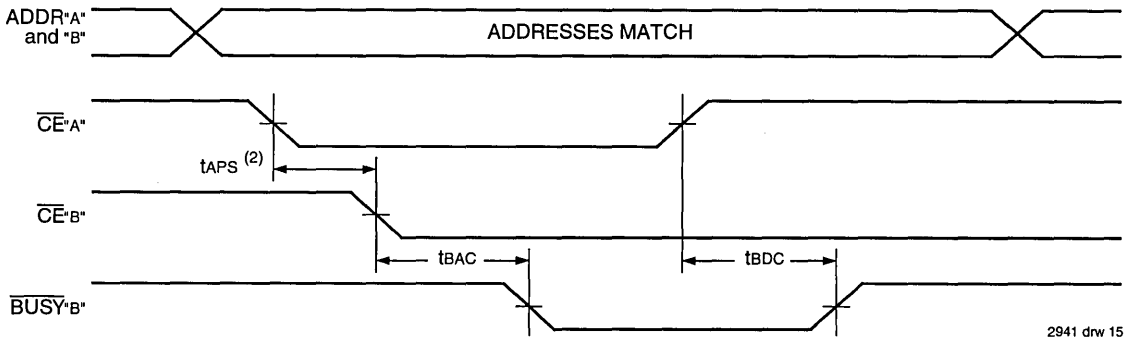 ADDR"A"
and "B"
ADDRESSES MATCH
CE"A"
tAPS (2)
CE"B"
tBAC
tBDC
BUSY"B"
2941 drw 15